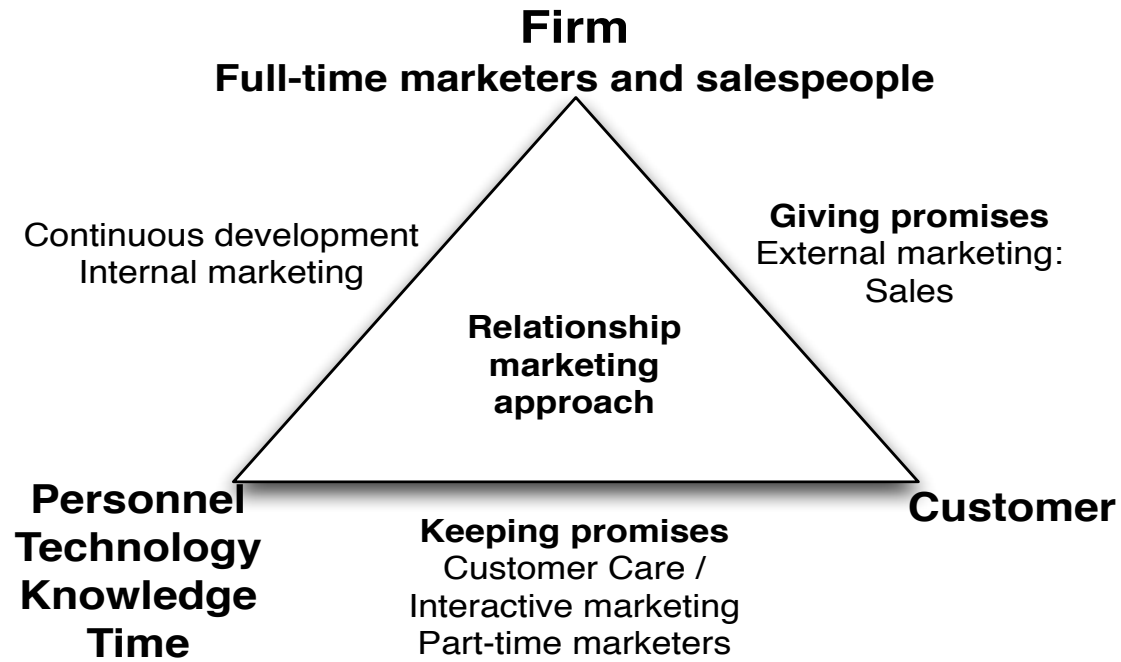 Firm
Full-time marketers and salespeople
Continuous development
Internal marketing
Giving promises
External marketing:
Sales
Relationship
marketing
approach
Personnel
Technology
Knowledge
Time
Keeping promises
Customer Care /
Interactive marketing
Part-time marketers
Customer